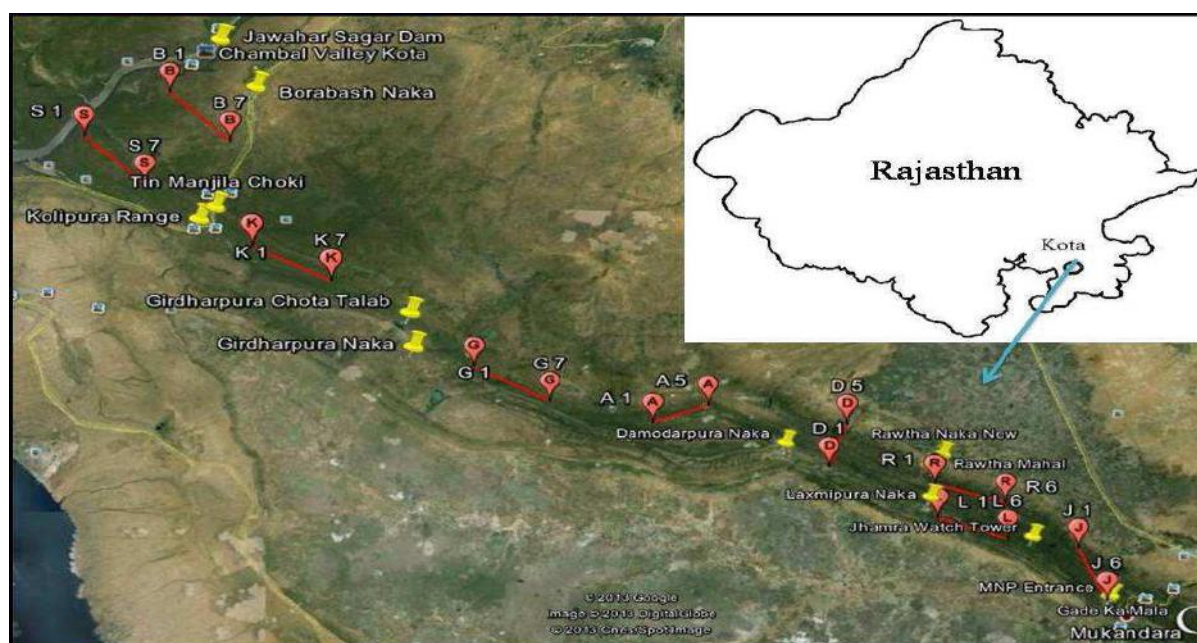 Jawahar Sagar Dam
B 1
Chambal Valley Kota
B
Borabash Naka
B 7
B
S 1
S
S 7
S
Tin Manjila Choki
Kolipura Range
K
K 1
K 7
K
Girdharpura Chota Talab
Girdharpura Naka
G
G 1
G 7
G
A 1
A
A 5
A
Damodarpura Naka
D 5
D
D 1
D
Rawtha Naka New
R 1
R
Rawtha Mahal
R
R 6
Laxmipura Naka
L 1
L 6
L
Jhamra Watch Tower
J 1
J
J 6
J
MNP Entrance
Gade Ka Mala
Mukandara
© 2013 Google
Image © 2013 DigitalGlobe
© 2013 Cnes/Spot Image
Rajasthan
Kota